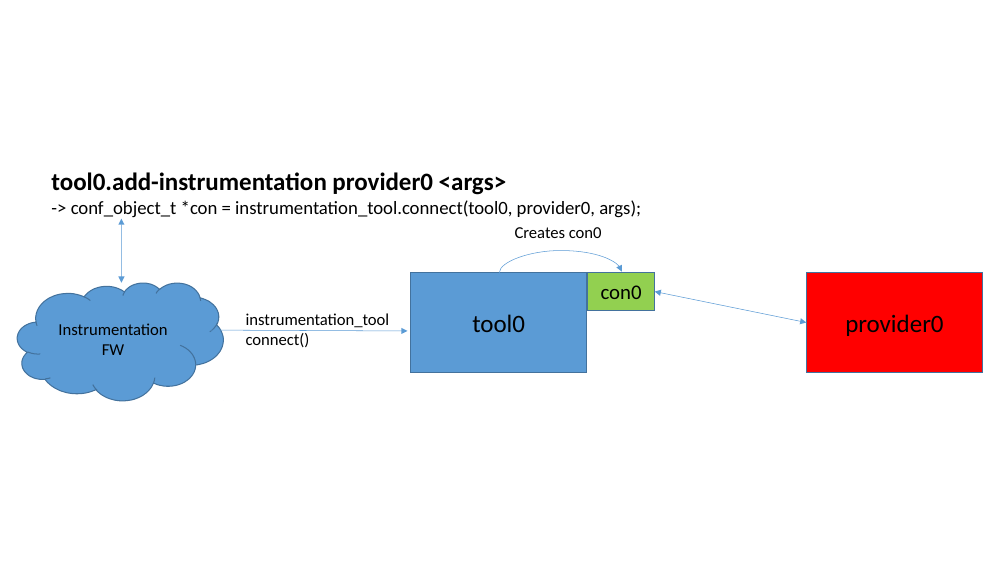 tool0.add-instrumentation provider0 <args>
-> conf_object_t *con = instrumentation_tool.connect(tool0, provider0, args);
Creates con0
con0
Instrumentation
FW
instrumentation_tool
connect()
tool0
provider0